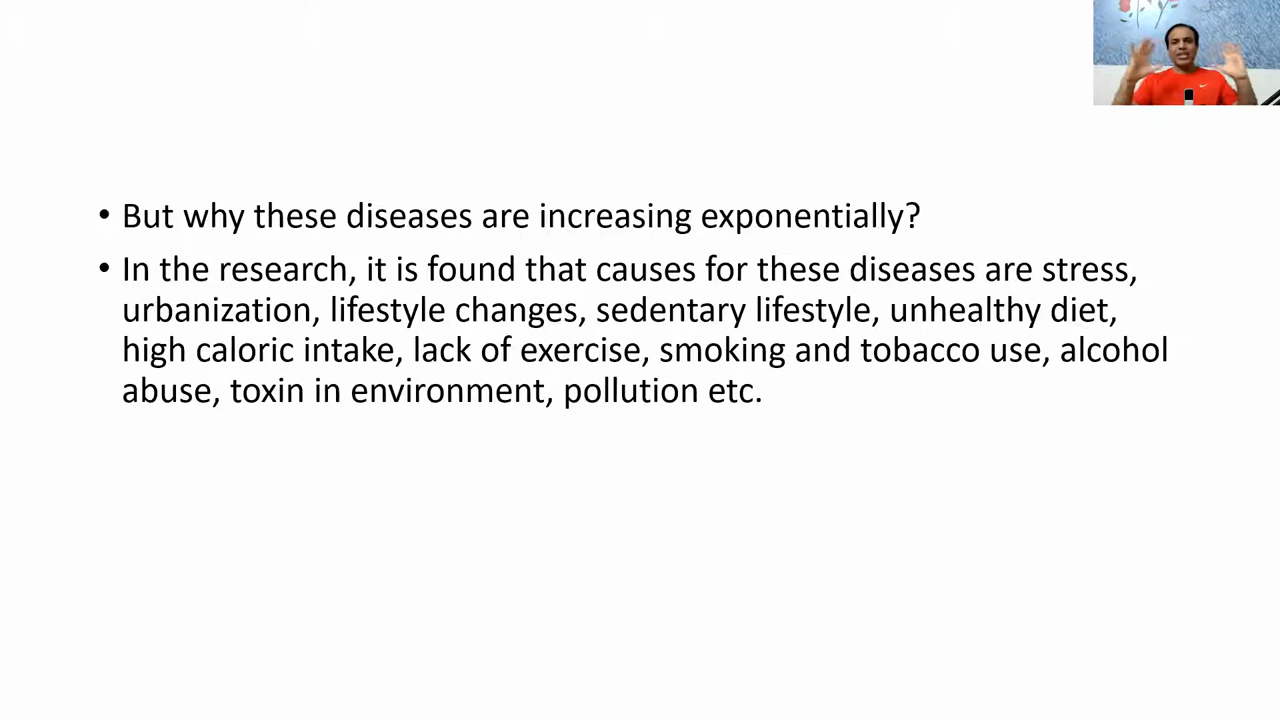 • But why these diseases are increasing exponentially?
• In the research, it is found that causes for these diseases are stress,
urbanization, lifestyle changes, sedentary lifestyle, unhealthy diet,
high caloric intake, lack of exercise, smoking and tobacco use, alcohol
abuse, toxin in environment, pollution etc.